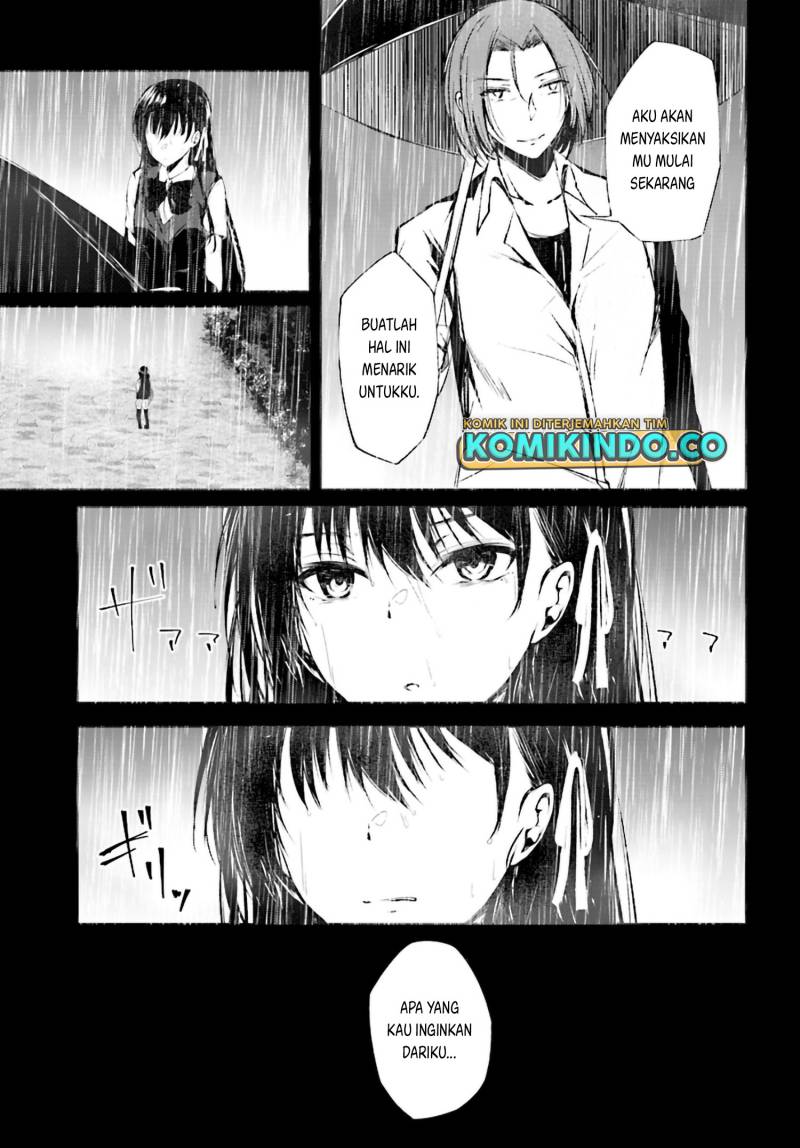 AKU AKAN
MENYAKSIKAN
MU MULAI
SEKARANG
BUATLAH
HAL INI
MENARIK
UNTUKKU.
KOMIK INI DITERJEMAHKAN TIM
KOMIKINDO.CO
ザ
ァァ
ァァ
ギリッ
APA YANG
KAU INGINKAN
DARIKU...